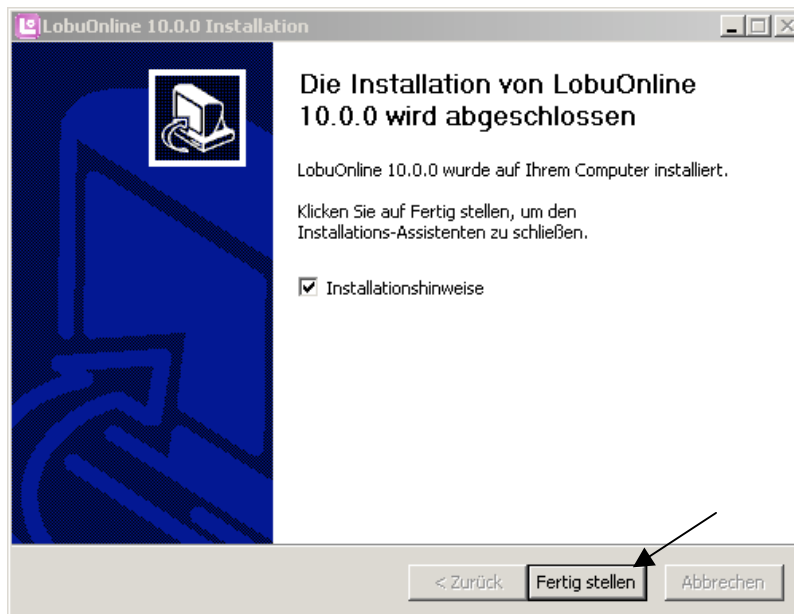 LobuOnline 10.0.0 Installation
Die Installation von LobuOnline
10.0.0 wird abgeschlossen
LobuOnline 10.0.0 wurde auf Ihrem Computer installiert.
Klicken Sie auf Fertig stellen, um den
Installations-Assistenten zu schließen.
Installationshinweise
< Zurück
Fertig stellen
Abbrechen